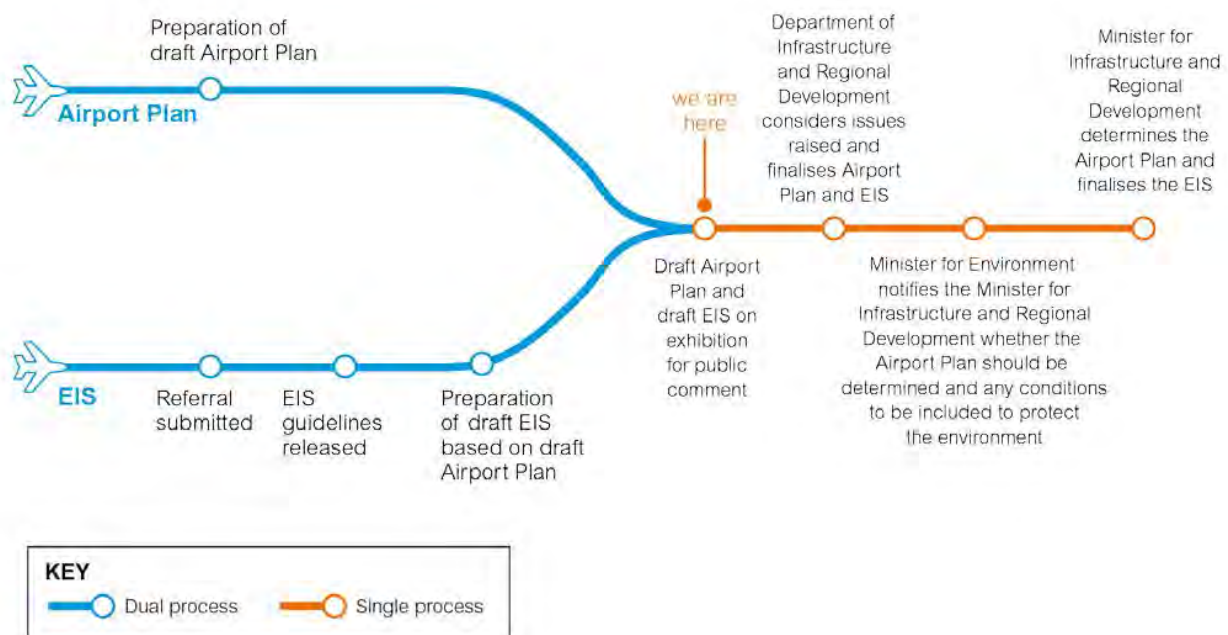 Preparation of
draft Airport Plan
Airport Plan
EIS
Referral
submitted
EIS
guidelines
released
Preparation
of draft EIS
based on draft
Airport Plan
we are
here
Draft Airport
Plan and
draft EIS on
exhibition
for public
comment
Department of
Infrastructure
and Regional
Development
considers issues
raised and
finalises Airport
Plan and EIS
Minister for Environment
notifies the Minister for
Infrastructure and Regional
Development whether the
Airport Plan should be
determined and any conditions
to be included to protect
the environment
Minister for
Infrastructure and
Regional
Development
determines the
Airport Plan and
finalises the EIS
KEY
Dual process
Single process